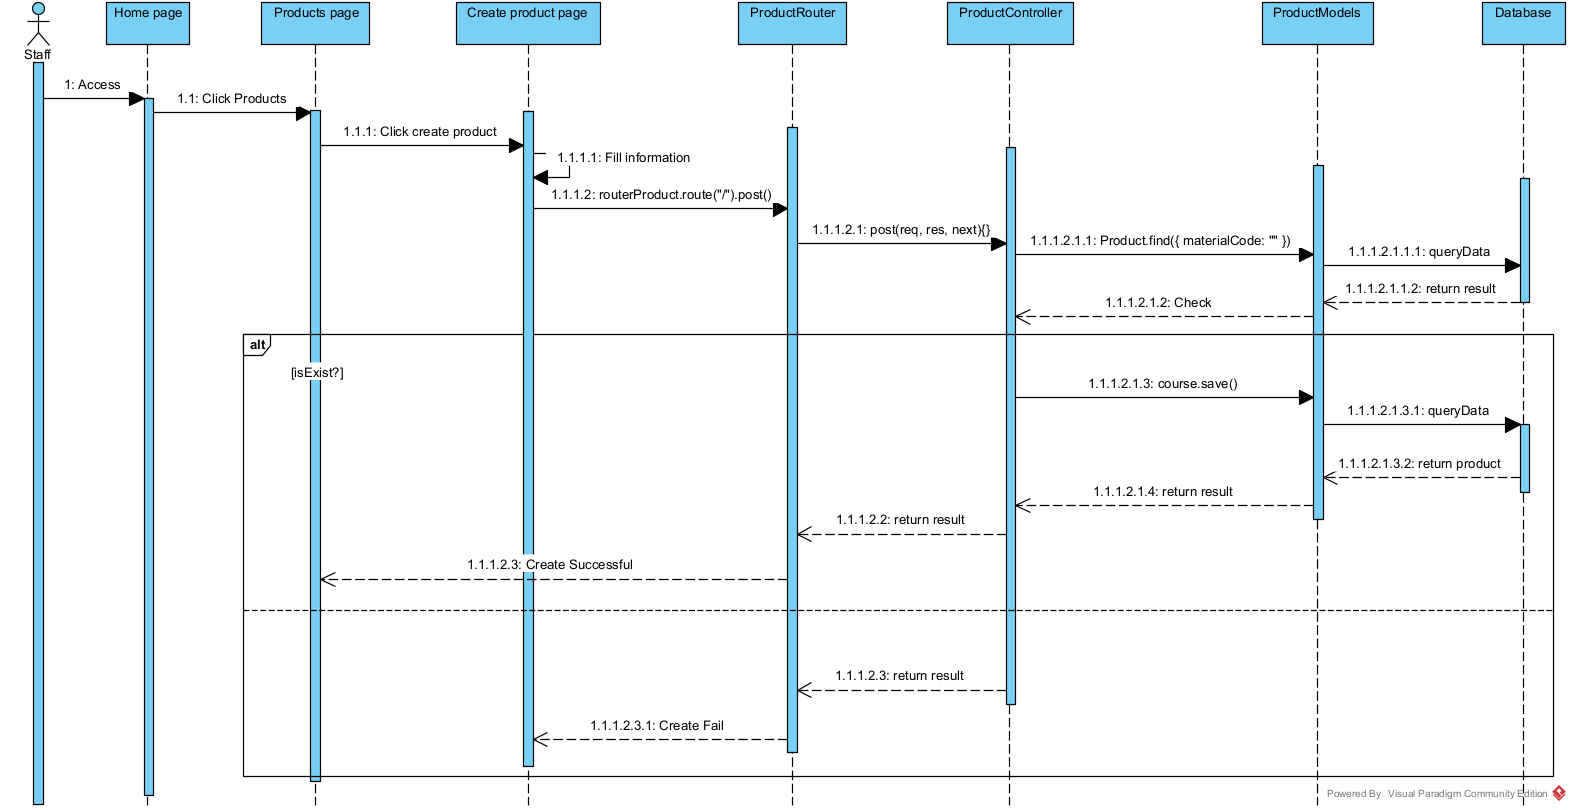 Staff
Home page
Products page
Create product page
ProductRouter
ProductController
ProductModels
Database
1: Access
1.1: Click Products
1.1.1: Click create product
1.1.1.1: Fill information
1.1.1.2: routerProduct.route("/").post()
1.1.1.2.1: post(req, res, next){}
1.1.1.2.1.1: Product.find({ materialCode: "" })
1.1.1.2.1.1.1: queryData
1.1.1.2.1.1.2: return result
1.1.1.2.1.2: Check
alt
[isExist?]
1.1.1.2.1.3: course.save()
1.1.1.2.1.3.1: queryData
1.1.1.2.1.3.2: return product
1.1.1.2.1.4: return result
1.1.1.2.2: return result
1.1.1.2.3: Create Successful
1.1.1.2.3: return result
1.1.1.2.3.1: Create Fail
Powered By Visual Paradigm Community Edition